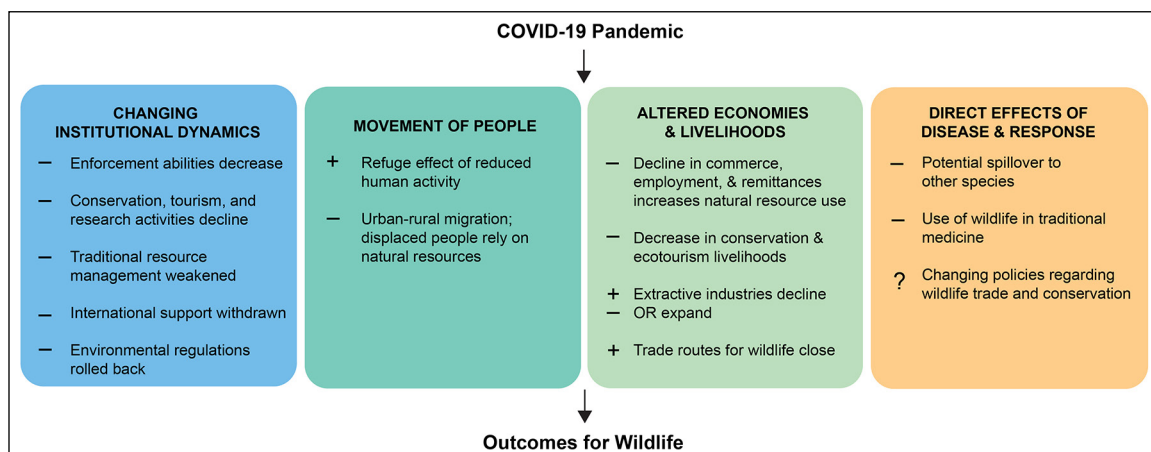 COVID-19 Pandemic
CHANGING
INSTITUTIONAL DYNAMICS
— Enforcement abilities decrease
— Conservation, tourism, and
research activities decline
— Traditional resource
management weakened
— International support withdrawn
— Environmental regulations
rolled back
MOVEMENT OF PEOPLE
+ Refuge effect of reduced
human activity
— Urban-rural migration;
displaced people rely on
natural resources
ALTERED ECONOMIES
& LIVELIHOODS
— Decline in commerce,
employment, & remittances
increases natural resource use
— Decrease in conservation &
ecotourism livelihoods
+ Extractive industries decline
— OR expand
+ Trade routes for wildlife close
DIRECT EFFECTS OF
DISEASE & RESPONSE
— Potential spillover to
other species
— Use of wildlife in traditional
medicine
? Changing policies regarding
wildlife trade and conservation
Outcomes for Wildlife